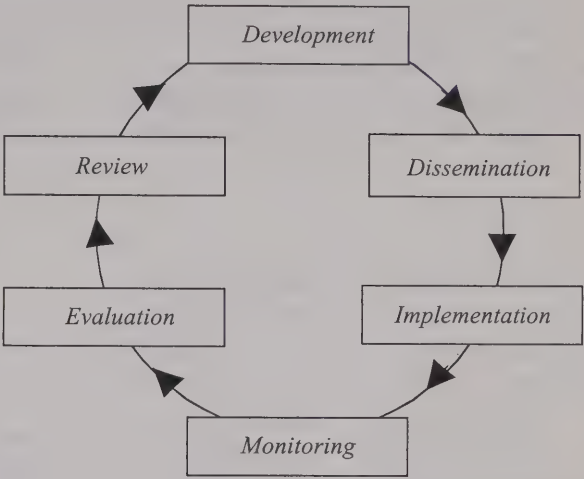 Development
Dissemination
Implementation
Monitoring
Evaluation
Review